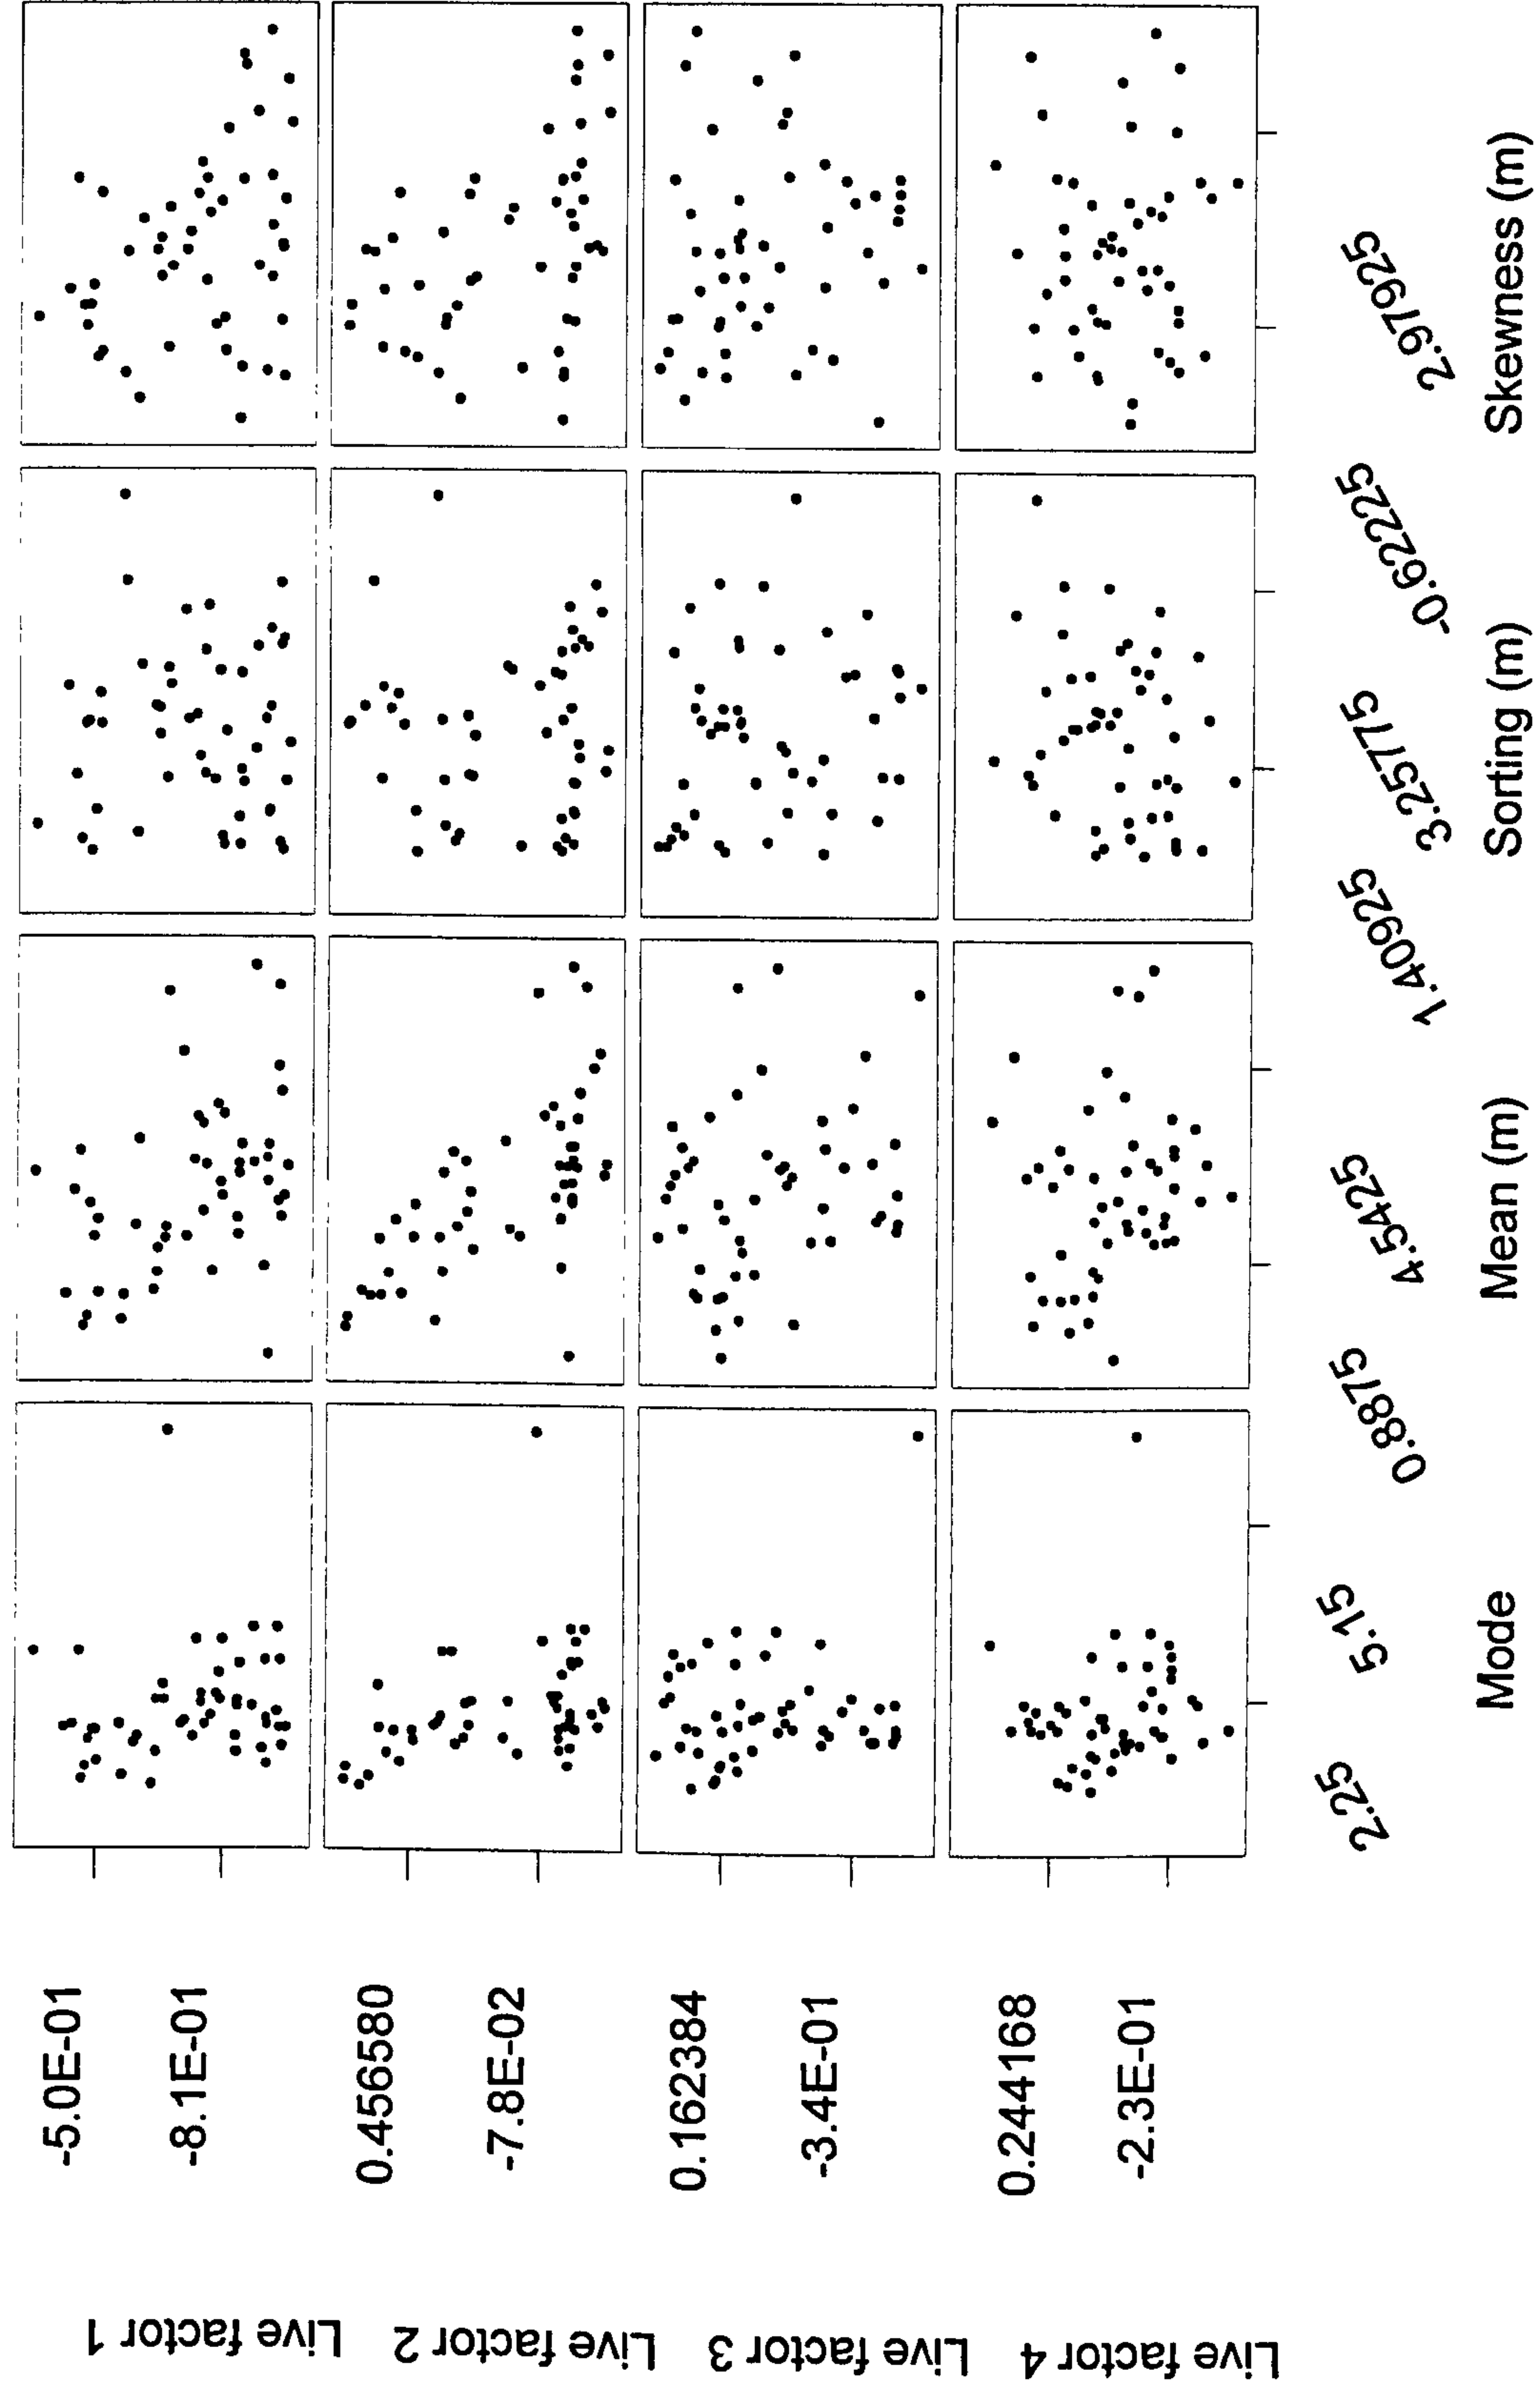 Live factor 1
-5.0E-01
-8.1E-01
Live factor 2
0.456580
-7.8E-02
Live factor 3
0.162384
-3.4E-01
Live factor 4
0.244168
-2.3E-01
2.25
5.15
0.8875
4.5425
1.40925
3.25775
-0.62225
2.97925
Mode
Mean (m)
Sorting (m)
Skewness (m)